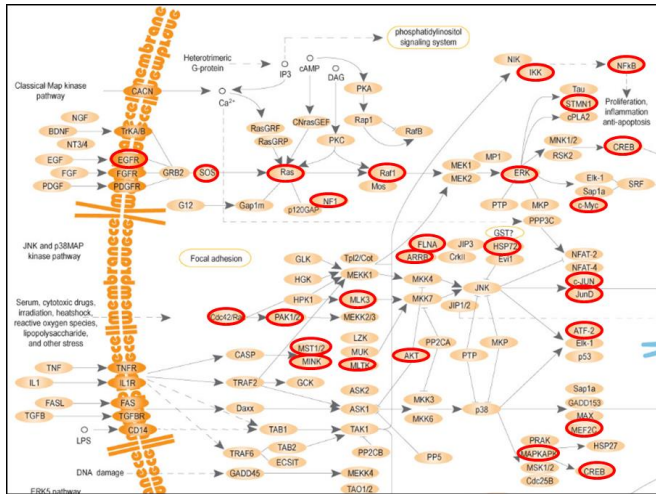 phosphatidylinositol
signaling system
Heterotrimeric
G-protein
IP3
cAMP
DAG
NIK
IKK
NFkB
Classical Map kinase
pathway
CACN
Ca2+
PKA
Rap1
RafB
Proliferation,
inflammation
anti-apoptosis
Tau
STMN1
cPLA2
NGF
BDNF
NT3/4
EGF
FGF
PDGF
TrKA/B
EGFR
FGFR
PDGFR
GRB2
SOS
RasGRF
RasGRP
CNrasGEF
PKC
Ras
Raf1
Mos
MEK1
MEK2
MP1
ERK
MNK1/2
RSK2
CREB
Elk-1
Sap1a
SRF
c-Myc
G12
Gap1m
p120GAP
NF1
PTP
MKP
PPP3C
membrane
JNK and p38MAP
kinase pathway
Focal adhesion
GLK
HGK
HPK1
Tpl2/Cot
MEKK1
MLK3
MEKK2/3
FLNA
ARRB
JIP3
CrkII
GST?
HSP72
Evi1
NFAT-2
NFAT-4
c-JUN
JunD
MKK4
MKK7
JNK
JIP1/2
Serum, cytotoxic drugs,
irradiation, heatshock,
reactive oxygen species,
lipopolysaccharide,
and other stress
Cdc42/Ra
PAK1/2
ATF-2
Elk-1
p53
TNF
IL1
FASL
TGFB
LPS
TNFR
IL1R
FAS
TGFBR
CD14
CASP
MST1/2
MINK
LZK
MUK
MLTK
AKT
PP2CA
PTP
MKP
TRAF2
GCK
ASK2
ASK1
TAK1
Daxx
TAB1
TRAF6
TAB2
ECSIT
MKK3
MKK6
p38
Sap1a
GADD153
MAX
MEF2C
PRAK
MAPKAPK
HSP27
MSK1/2
Cdc25B
CREB
PP2CB
PP5
DNA damage
GADD45
MEKK4
TAO1/2
ERK5 pathway